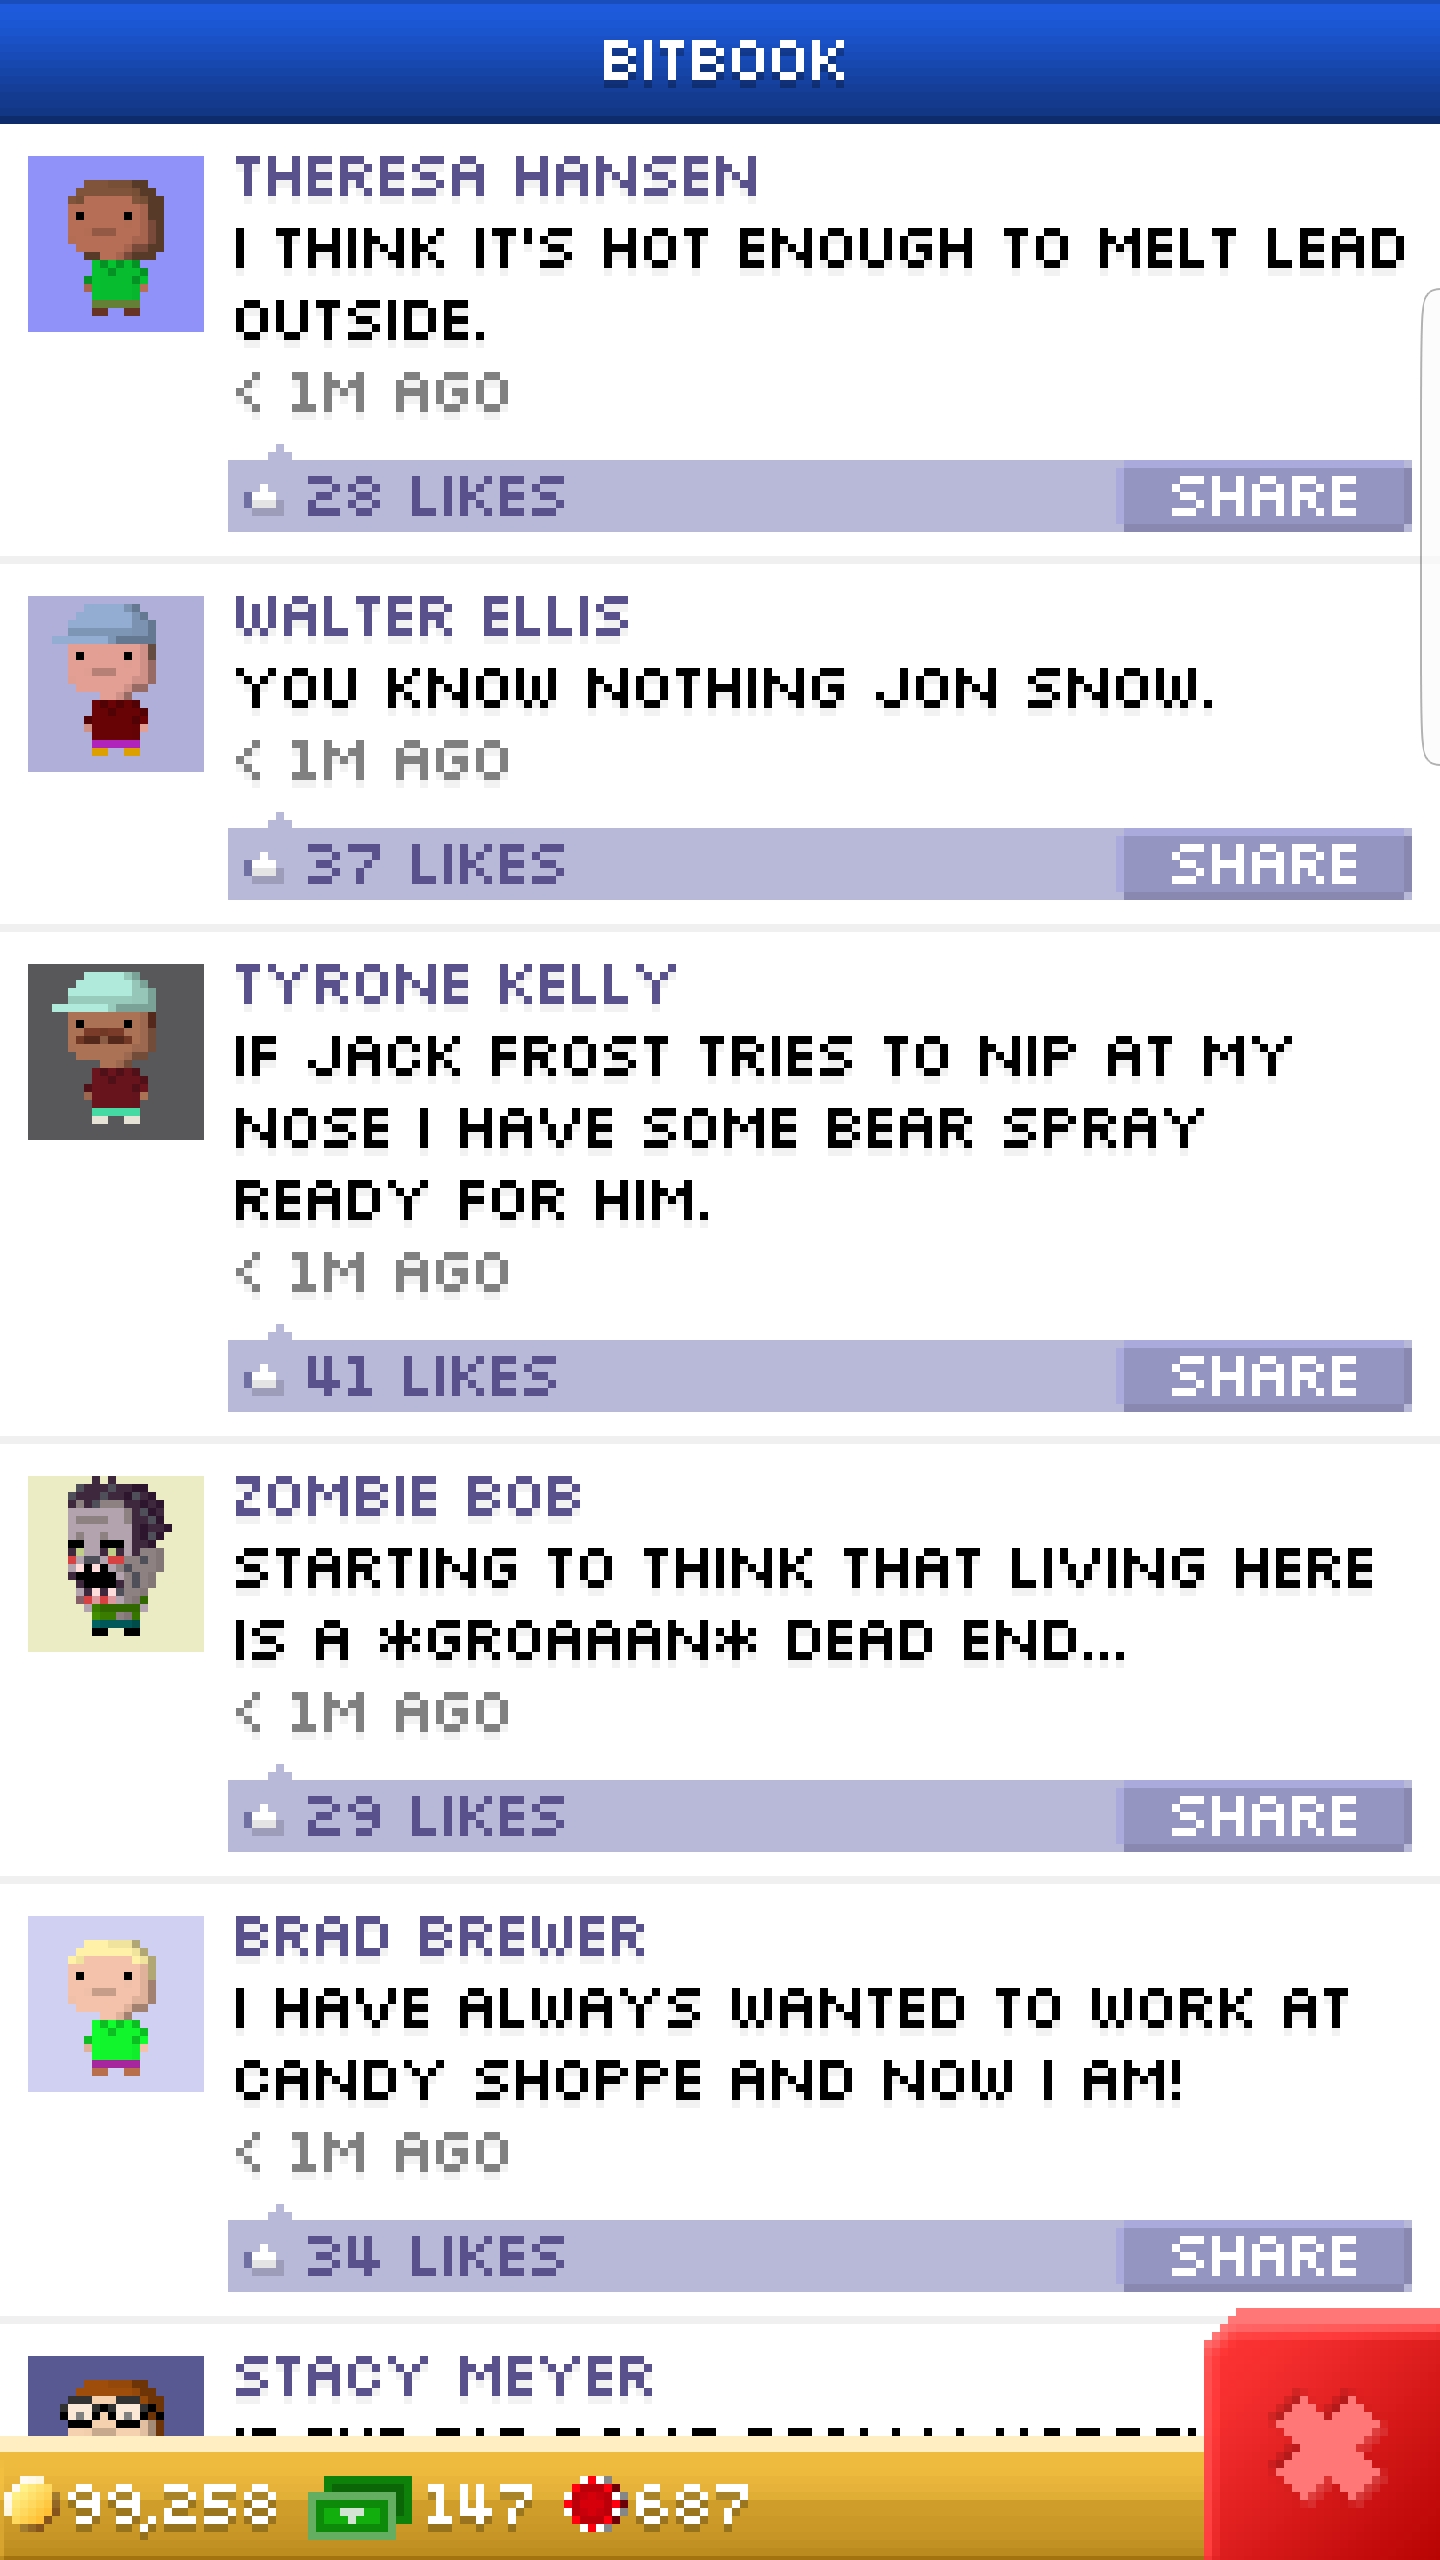 BITBOOK
THERESA HANSEN
I THINK IT'S HOT ENOUGH TO MELT LEAD
OUTSIDE.
< 1M AGO
28 LIKES SHARE
WALTER ELLIS
YOU KNOW NOTHING JON SNOW.
< 1M AGO
37 LIKES SHARE
TYRONE KELLY
IF JACK FROST TRIES TO NIP AT MY
NOSE I HAVE SOME BEAR SPRAY
READY FOR HIM.
< 1M AGO
41 LIKES SHARE
ZOMBIE BOB
STARTING TO THINK THAT LIVING HERE
IS A *GROAAAN* DEAD END...
< 1M AGO
29 LIKES SHARE
BRAD BREWER
I HAVE ALWAYS WANTED TO WORK AT
CANDY SHOPPE AND NOW I AM!
< 1M AGO
34 LIKES SHARE
STACY MEYER
99,258 147 687